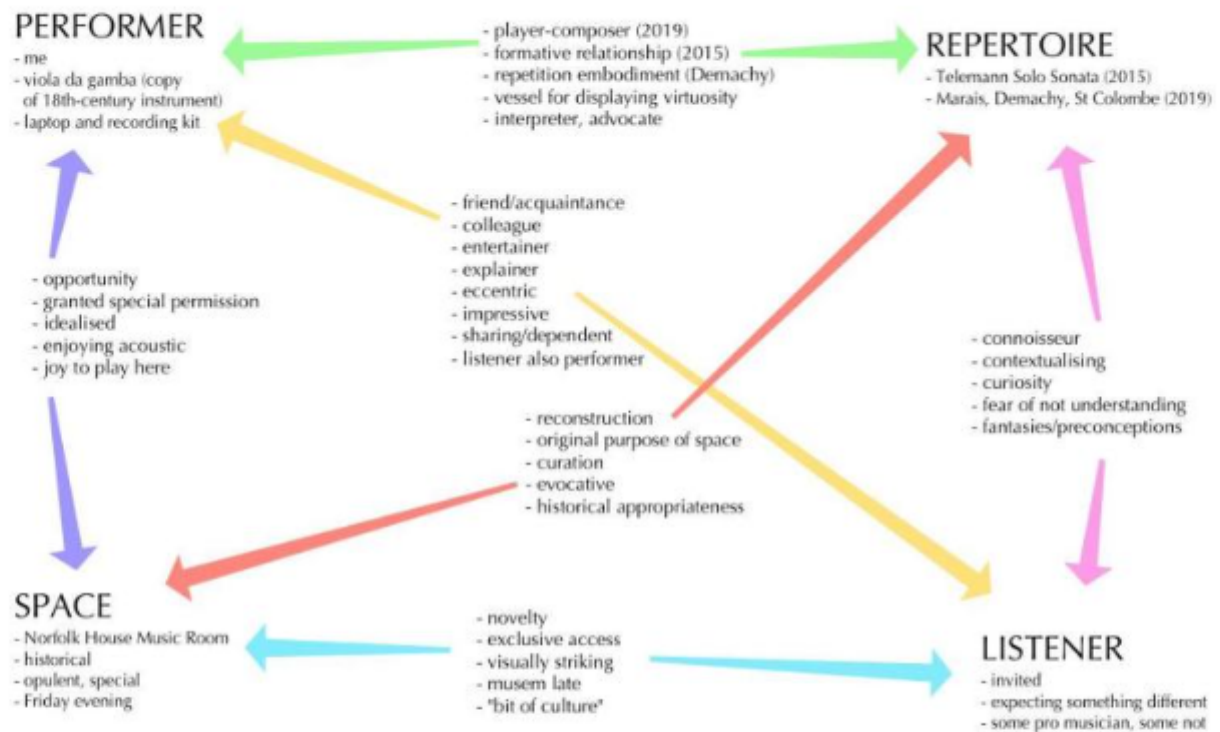 PERFORMER
- me
- viola da gamba (copy
of 18th-century instrument)
- laptop and recording kit
- player-composer (2019)
- formative relationship (2015)
- repetition embodiment (Demachy)
- vessel for displaying virtuosity
- interpreter, advocate
REPERTOIRE
- Telemann Solo Sonata (2015)
- Marais, Demachy, St Colombe (2019)
- friend/acquaintance
- colleague
- entertainer
- explainer
- eccentric
- impressive
- sharing/dependent
- listener also performer
- opportunity
- granted special permission
- idealised
- enjoying acoustic
- joy to play here
- connoisseur
- contextualising
- curiosity
- fear of not understanding
- fantasies/preconceptions
- reconstruction
- original purpose of space
- curation
- evocative
- historical appropriateness
SPACE
- Norfolk House Music Room
- historical
- opulent, special
- Friday evening
- novelty
- exclusive access
- visually striking
- musem late
- "bit of culture"
LISTENER
- invited
- expecting something different
- some pro musician, some not